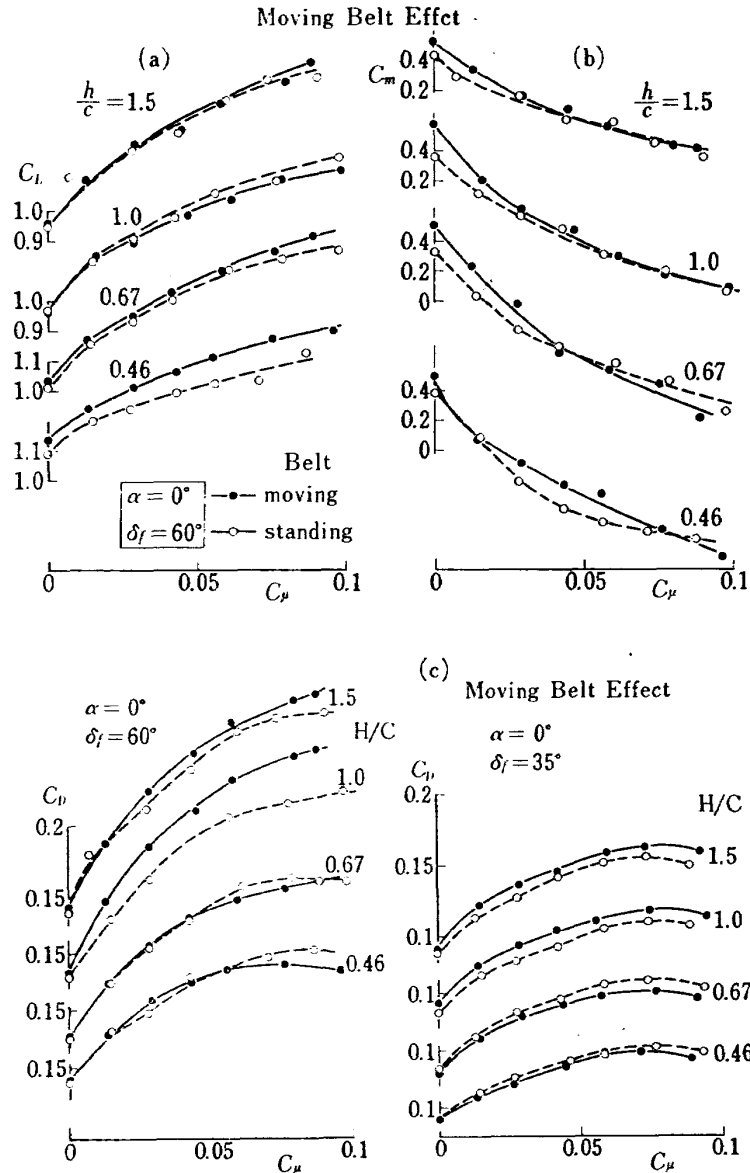 Moving Belt Effct
(a)
h/c = 1.5
C_L
1.0
0.9
1.0
1.0
0.9
0.67
1.1
1.0
0.46
1.1
1.0
Belt
α = 0°
moving
δ_f = 60°
standing
0
0.05
0.1
C_μ
(b)
C_m
0.4
0.2
h/c = 1.5
0.4
0.2
1.0
0.4
0.2
0
0.67
0.4
0.2
0
0.46
0
0.05
0.1
C_μ
(c)
Moving Belt Effect
α = 0°
δ_f = 60°
H/C
C_D
0.2
0.15
1.5
0.15
1.0
0.15
0.67
0.15
0.46
0
0.05
0.1
C_μ
α = 0°
δ_f = 35°
H/C
C_D
0.2
0.15
0.1
1.5
0.1
1.0
0.1
0.67
0.1
0.46
0
0.05
0.1
C_μ